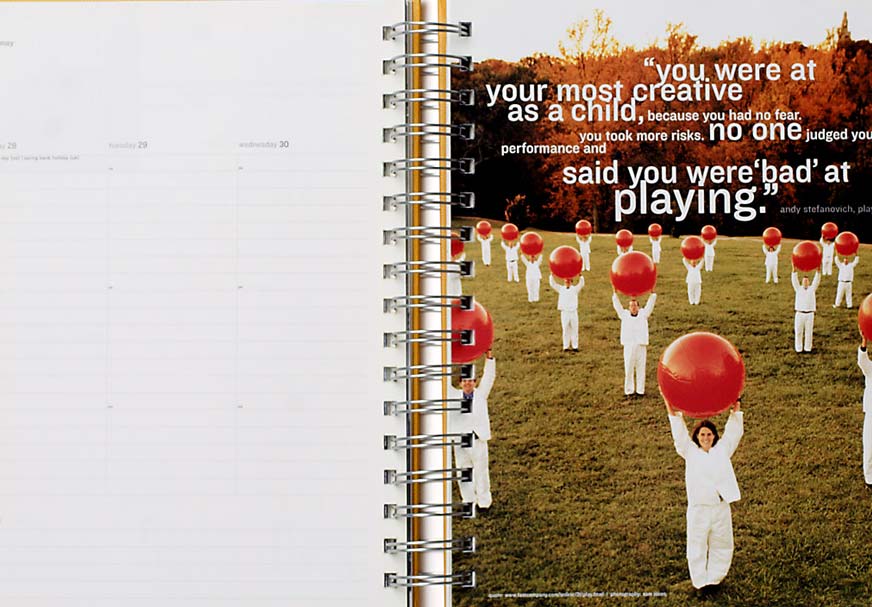 may
28
tuesday 29
wednesday 30
“you were at
your most creative
as a child, because you had no fear.
you took more risks. no one judged you
performance and
said you were ‘bad’ at
playing.”
andy stefanovich, play